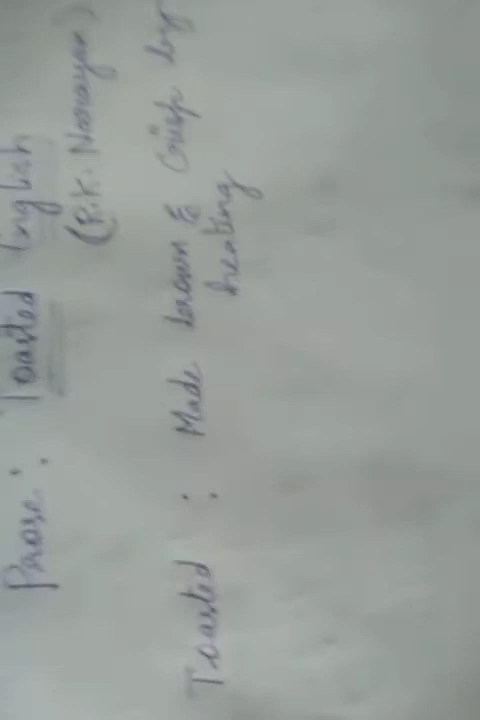 Prose: Toasted English
(R.K. Narayan)
Toasted : Made brown & crisp by
heating